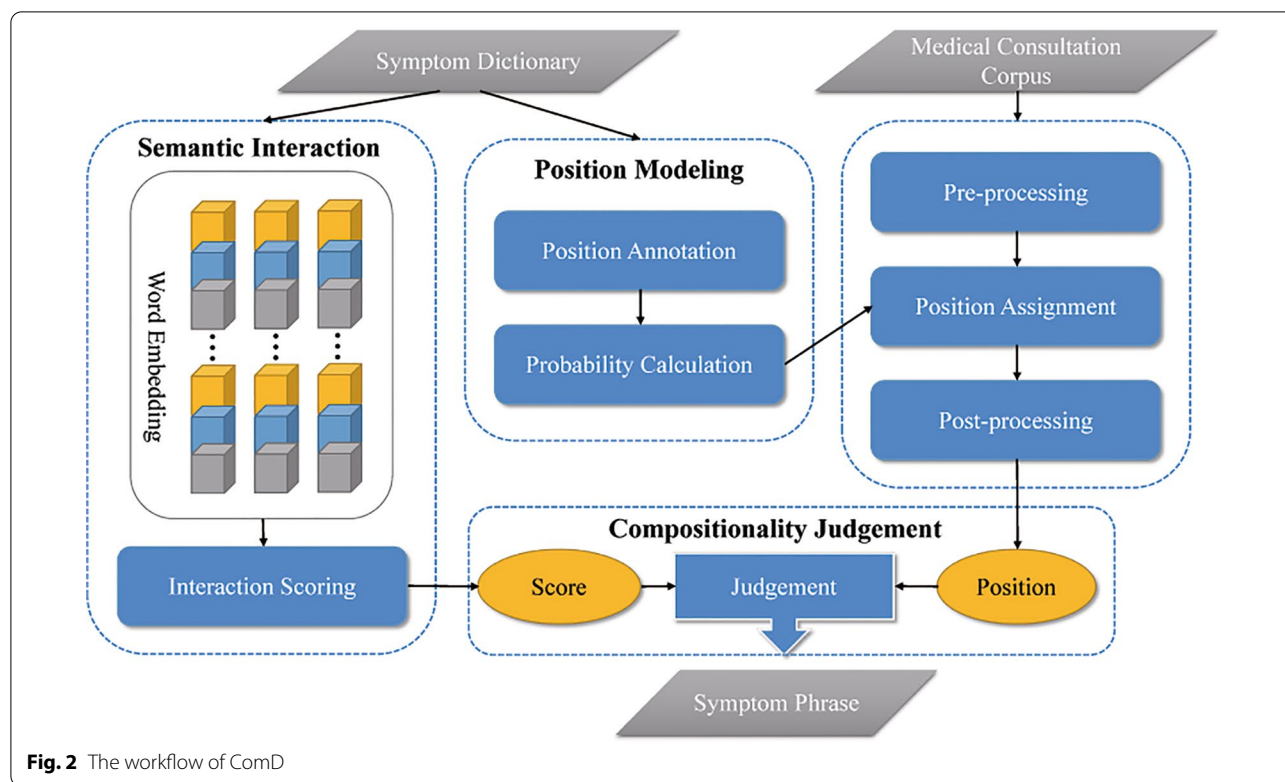 Symptom Dictionary
Medical Consultation
Corpus
Semantic Interaction
Word Embedding
Interaction Scoring
Position Modeling
Position Annotation
Probability Calculation
Pre-processing
Position Assignment
Post-processing
Compositionality Judgement
Score
Judgement
Position
Symptom Phrase
Fig. 2 The workflow of ComD